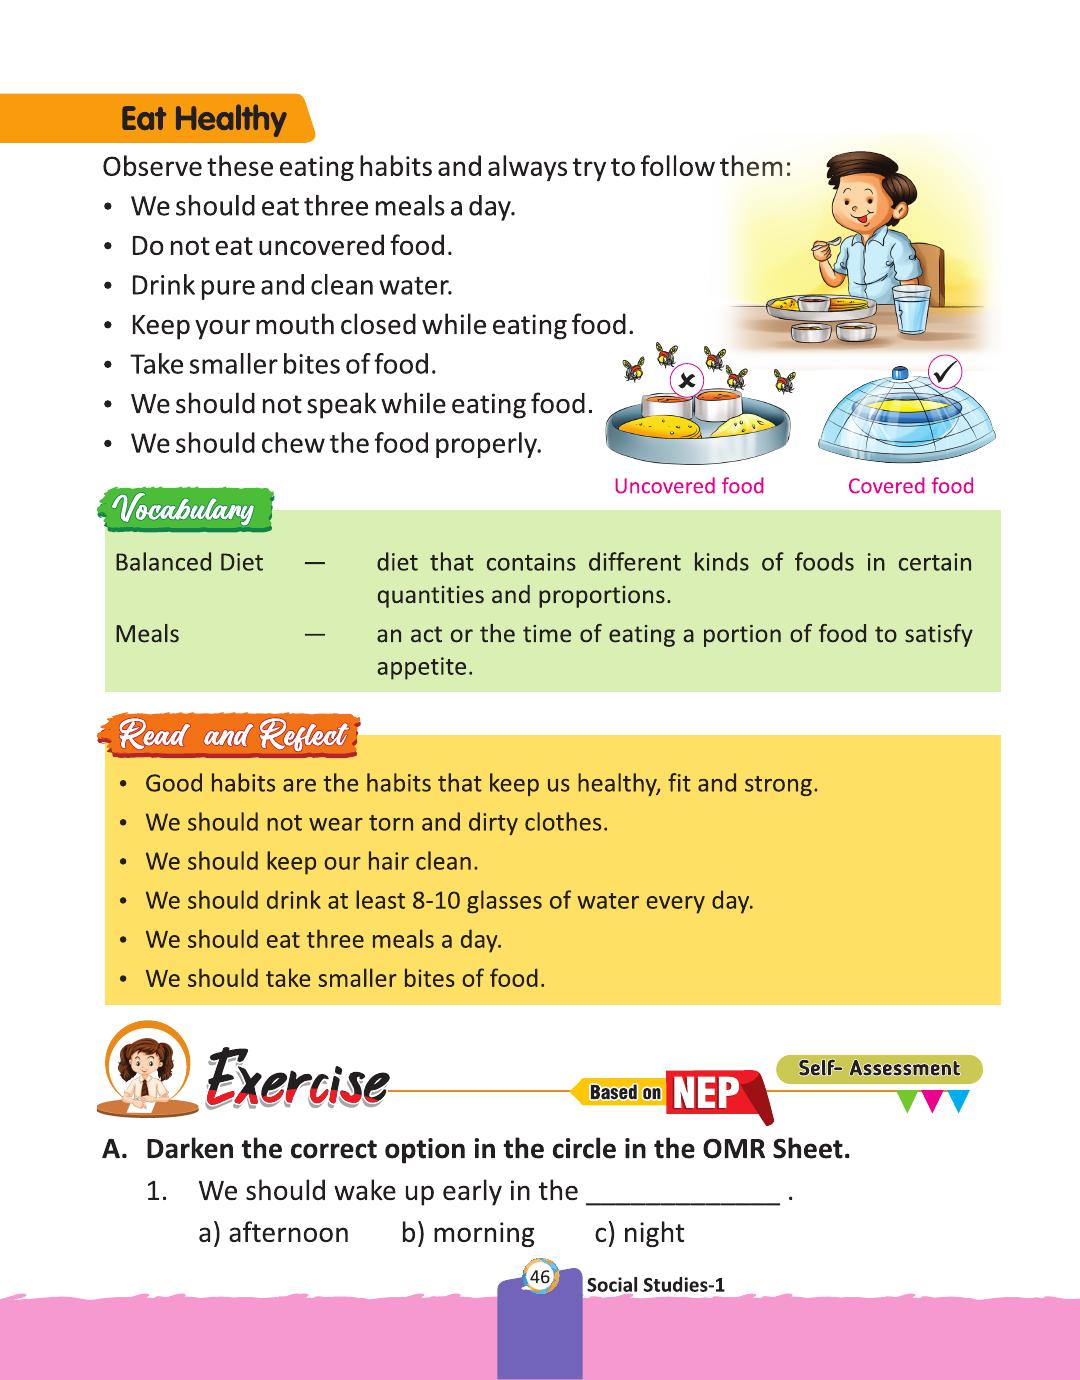 Eat Healthy
Observe these eating habits and always try to follow them:
• We should eat three meals a day.
• Do not eat uncovered food.
• Drink pure and clean water.
• Keep your mouth closed while eating food.
• Take smaller bites of food.
• We should not speak while eating food.
• We should chew the food properly.
Uncovered food
Covered food
Vocabulary
Balanced Diet — diet that contains different kinds of foods in certain
quantities and proportions.
Meals — an act or the time of eating a portion of food to satisfy
appetite.
Read and Reflect
• Good habits are the habits that keep us healthy, fit and strong.
• We should not wear torn and dirty clothes.
• We should keep our hair clean.
• We should drink at least 8-10 glasses of water every day.
• We should eat three meals a day.
• We should take smaller bites of food.
Exercise
Based on NEP
Self- Assessment
A. Darken the correct option in the circle in the OMR Sheet.
1. We should wake up early in the ______________ .
a) afternoon b) morning c) night
46
Social Studies-1